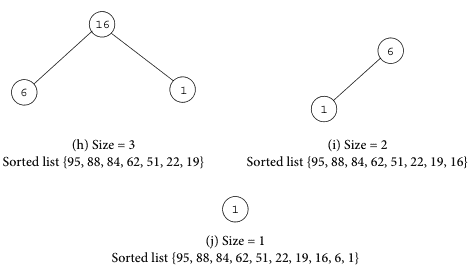 16
6
1
(h) Size = 3
Sorted list {95, 88, 84, 62, 51, 22, 19}
6
1
(i) Size = 2
Sorted list {95, 88, 84, 62, 51, 22, 19, 16}
1
(j) Size = 1
Sorted list {95, 88, 84, 62, 51, 22, 19, 16, 6, 1}